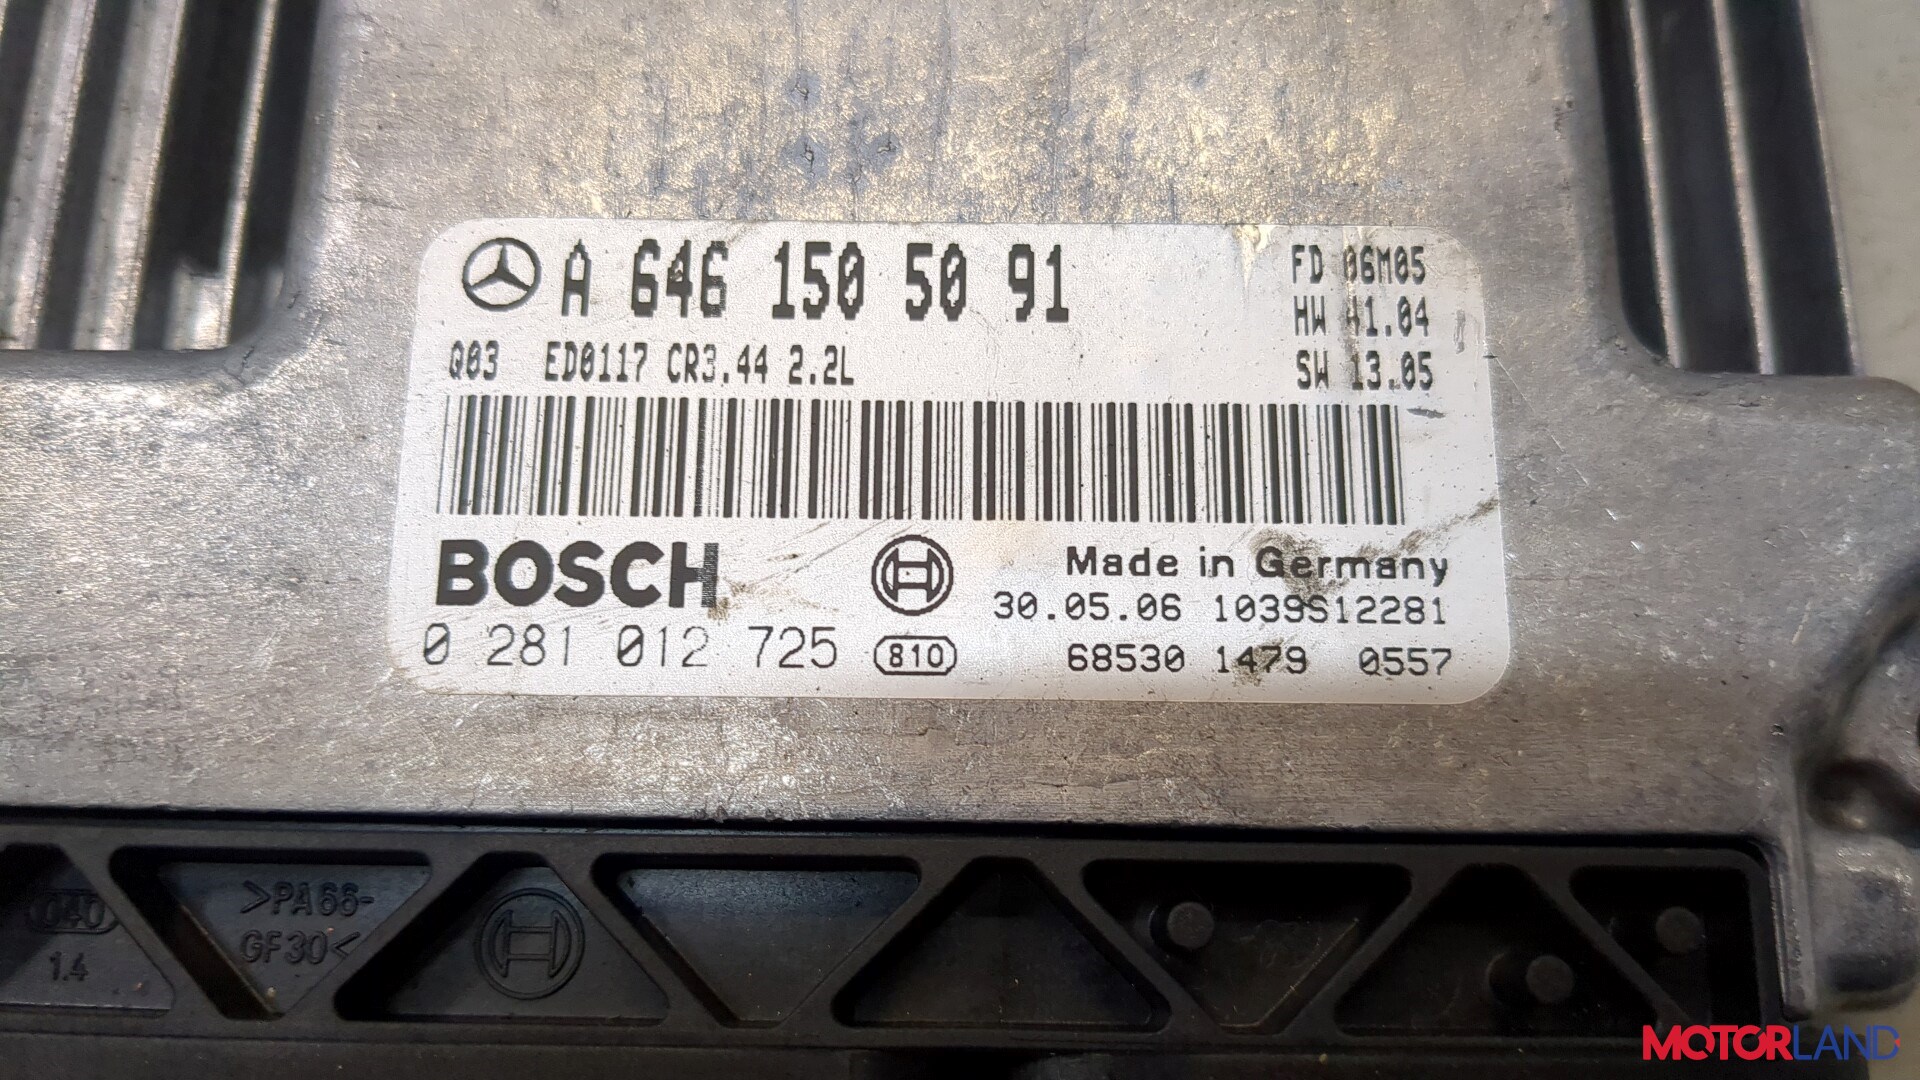 A 646 150 50 91
FD 06M05
HW 41.04
Q03 ED0117 CR3.44 2.2L
SW 13.05
BOSCH
Made in Germany
30.05.06 1039S12281
0 281 012 725 810
68530 1479 0557
040
1.4
>PA66-
GF30<
MOTORLAND